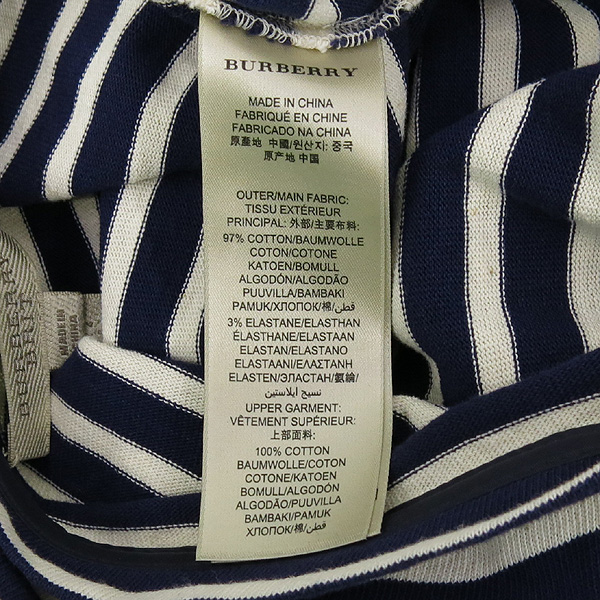 BURBERRY
MADE IN CHINA
FABRIQUÉ EN CHINE
FABRICADO NA CHINA
原產地 中國/원산지: 중국
原产地 中国
OUTER/MAIN FABRIC:
TISSU EXTÉRIEUR
PRINCIPAL: 外部/主要布料:
97% COTTON/BAUMWOLLE
COTON/COTONE
KATOEN/BOMULL
ALGODÓN/ALGODÃO
PUUVILLA/BAMBAKI
PAMUK/ХЛОПОК/棉/قطن/
3% ELASTANE/ELASTHAN
ÉLASTHANE/ELASTAAN
ELASTAN/ELASTANO
ELASTAANI/ΕΛΑΣΤΑΝΗ
ELASTEN/ЭЛАСТАН/氨綸/
نسيج ايلاستين
UPPER GARMENT:
VÊTEMENT SUPÉRIEUR:
上部面料:
100% COTTON
BAUMWOLLE/COTON
COTONE/KATOEN
BOMULL/ALGODÓN
ALGODÃO/PUUVILLA
BAMBAKI/PAMUK
ХЛОПОК/棉/قطن/
MADE IN